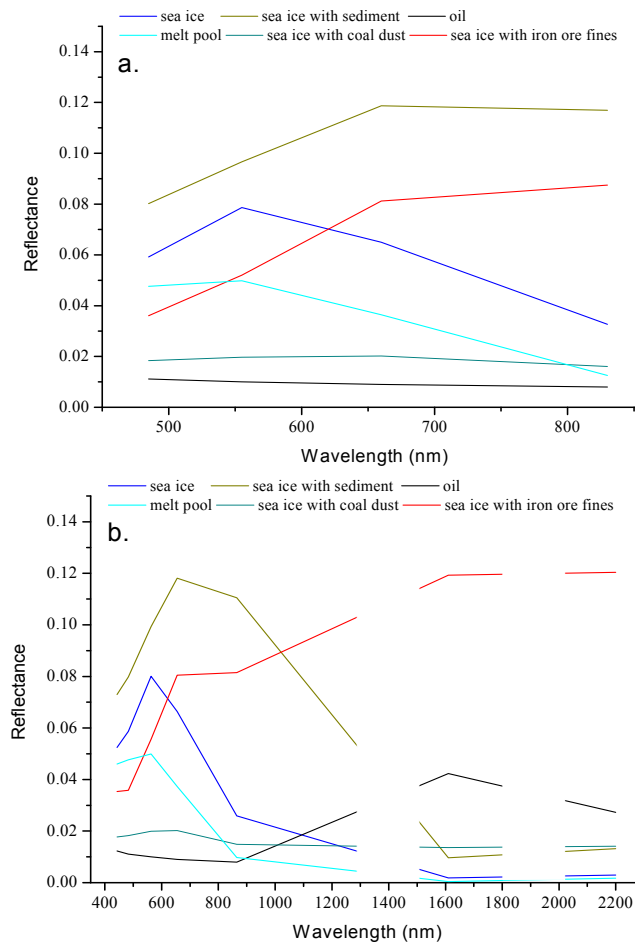 sea ice sea ice with sediment oil
melt pool sea ice with coal dust sea ice with iron ore fines
a.
0.14
0.12
0.10
0.08
0.06
0.04
0.02
0.00
Reflectance
500 600 700 800
Wavelength (nm)
sea ice sea ice with sediment oil
melt pool sea ice with coal dust sea ice with iron ore fines
b.
0.14
0.12
0.10
0.08
0.06
0.04
0.02
0.00
Reflectance
400 600 800 1000 1200 1400 1600 1800 2000 2200
Wavelength (nm)